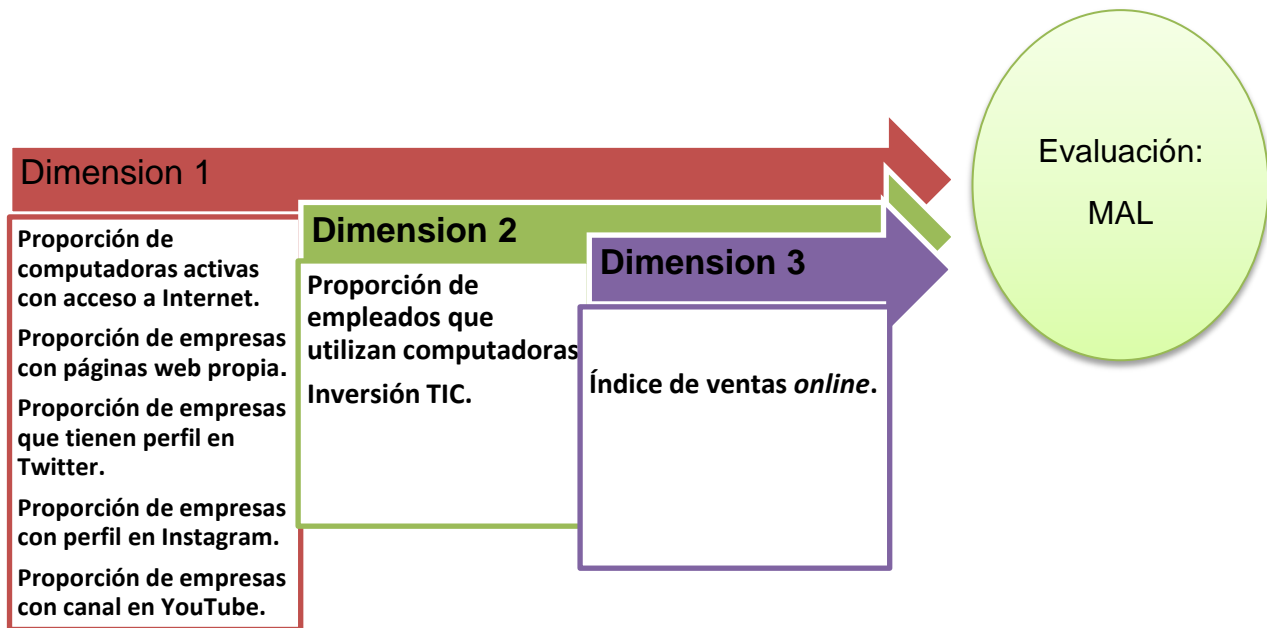 Dimension 1
Proporción de
computadoras activas
con acceso a Internet.
Proporción de empresas
con páginas web propia.
Proporción de empresas
que tienen perfil en
Twitter.
Proporción de empresas
con perfil en Instagram.
Proporción de empresas
con canal en YouTube.
Dimension 2
Proporción de
empleados que
utilizan computadoras
Inversión TIC.
Dimension 3
Índice de ventas online.
Evaluación:
MAL